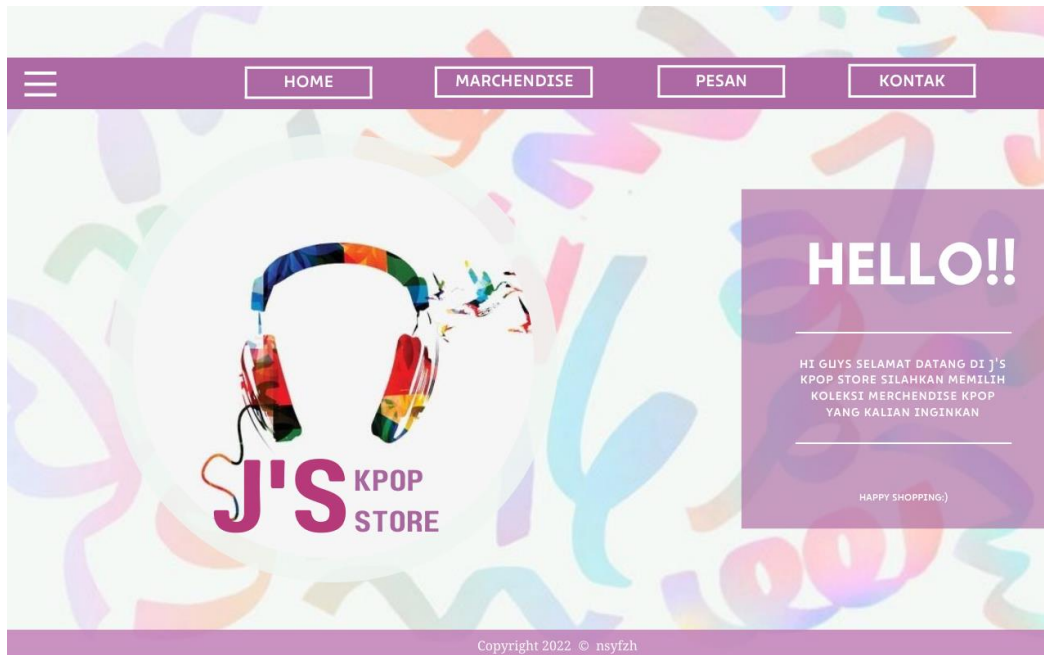 HOME MARCHENDISE PESAN KONTAK
HELLO!!
HI GUYS SELAMAT DATANG DI J'S
KPOP STORE SILAHKAN MEMILIH
KOLEKSI MERCHENDISE KPOP
YANG KALIAN INGINKAN
HAPPY SHOPPING:)
J'S KPOP
STORE
Copyright 2022 © nsyfzh